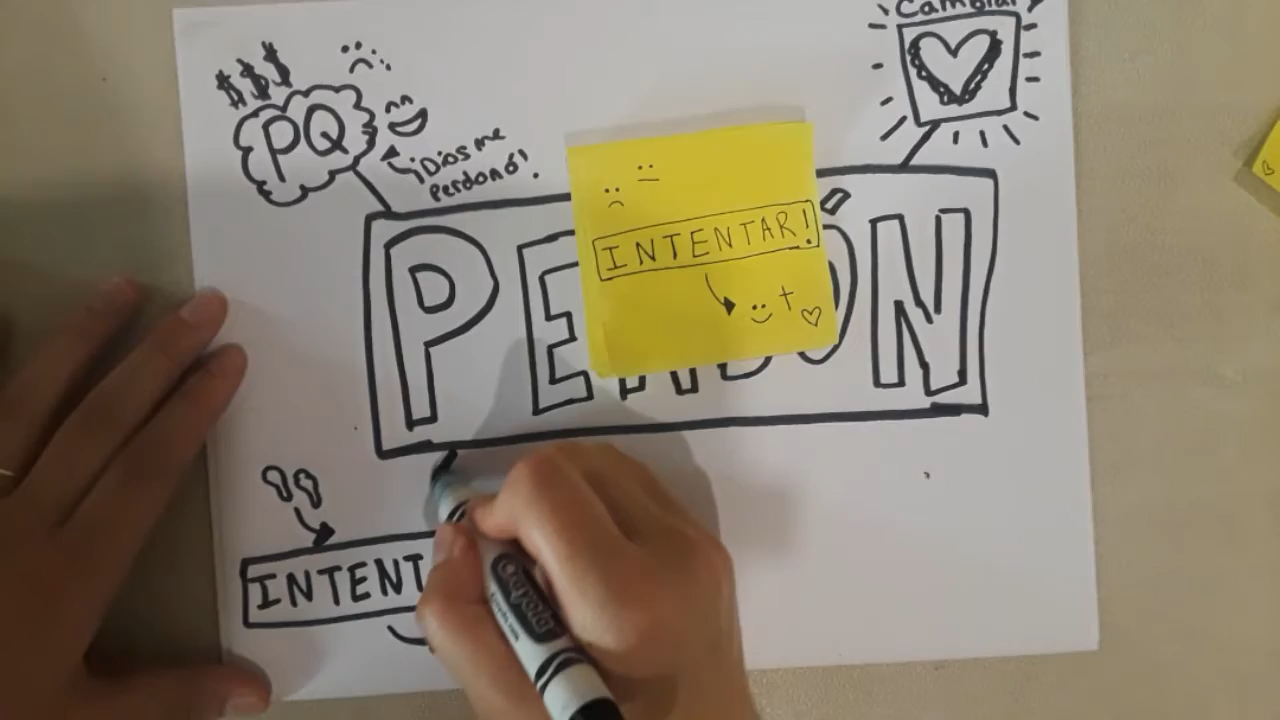 Cambiar
$$$
PQ
¡Dios me
perdonó!
PERDÓN
INTENTAR!
INTENT
Crayola